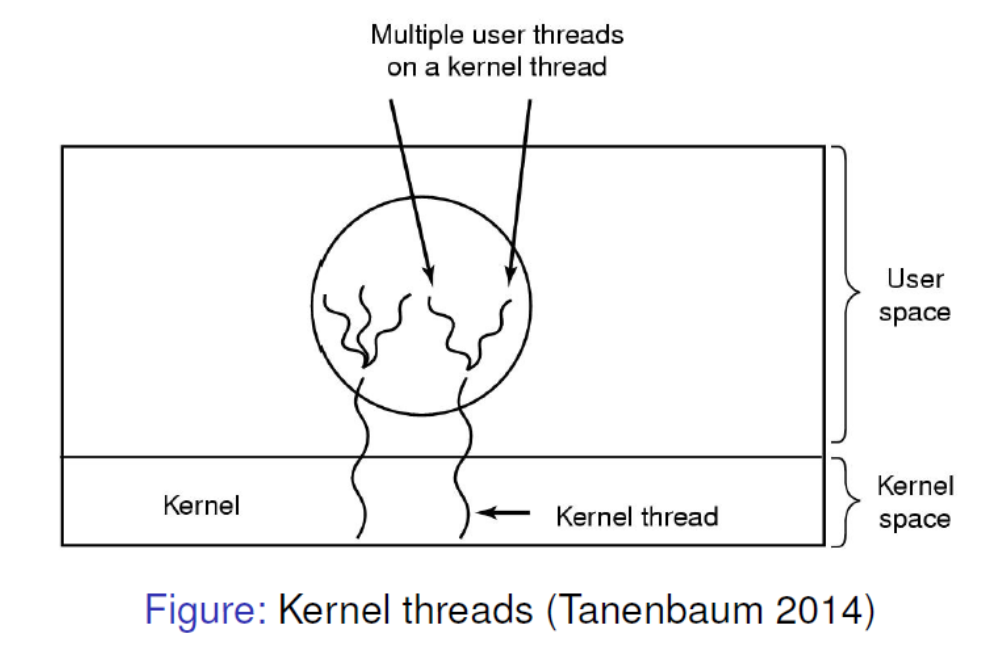 Multiple user threads
on a kernel thread
User
space
Kernel
Kernel thread
Kernel
space
Figure: Kernel threads (Tanenbaum 2014)